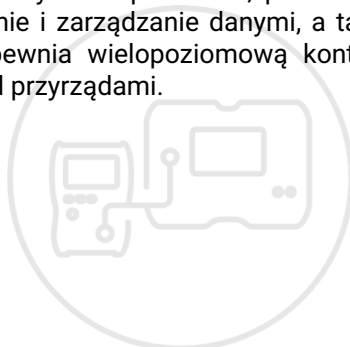 nie i zarządzanie danymi, a ta
pewnia wielopoziomową kont
przyrządami.